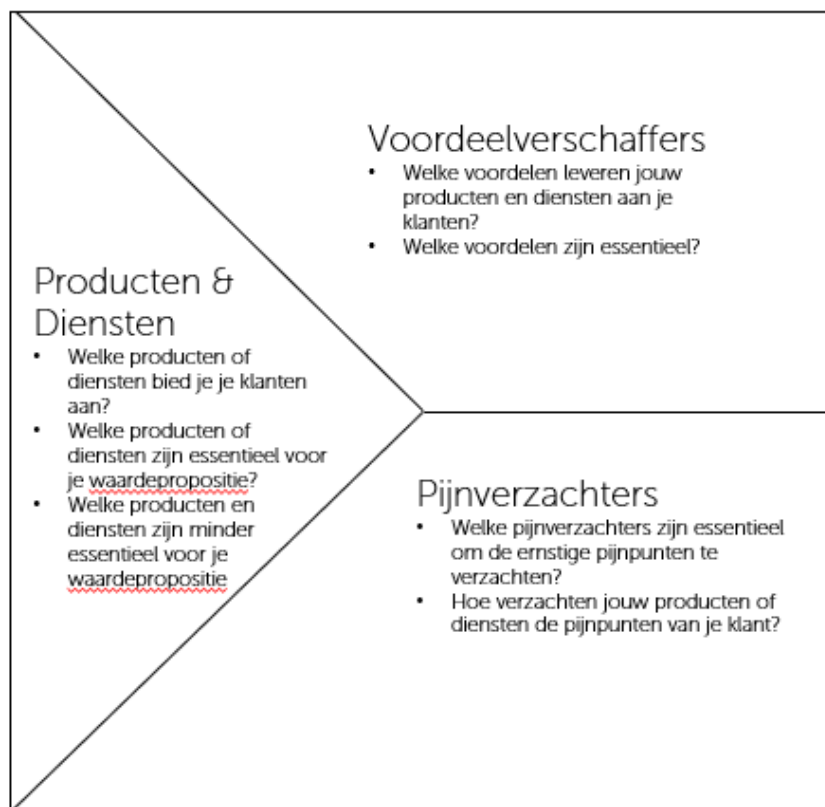 Voordeelverschaffers
• Welke voordelen leveren jouw
producten en diensten aan je
klanten?
• Welke voordelen zijn essentieel?
Producten &
Diensten
• Welke producten of
diensten bied je je klanten
aan?
• Welke producten of
diensten zijn essentieel voor
je waardepropositie?
• Welke producten en
diensten zijn minder
essentieel voor je
waardepropositie
Pijnverzachters
• Welke pijnverzachters zijn essentieel
om de ernstige pijnpunten te
verzachten?
• Hoe verzachten jouw producten of
diensten de pijnpunten van je klant?